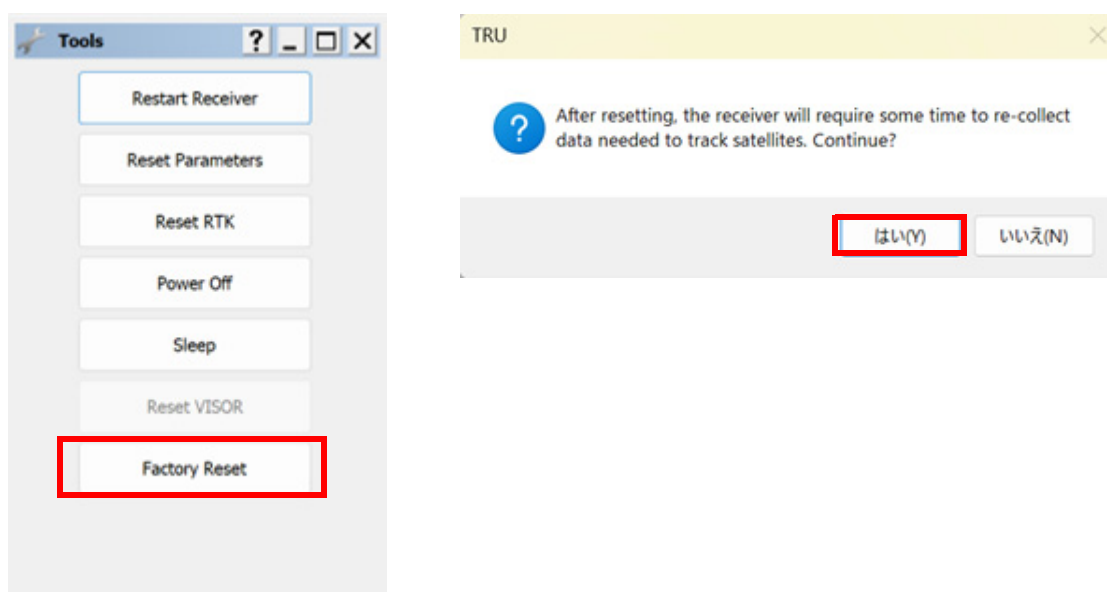 Tools
Restart Receiver
Reset Parameters
Reset RTK
Power Off
Sleep
Reset VISOR
Factory Reset
TRU
After resetting, the receiver will require some time to re-collect
data needed to track satellites. Continue?
はい(Y)
いいえ(N)